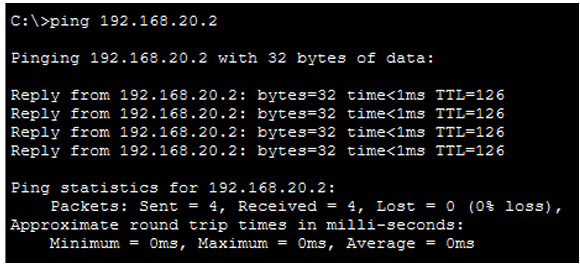 C:\>ping 192.168.20.2
Pinging 192.168.20.2 with 32 bytes of data:
Reply from 192.168.20.2: bytes=32 time<1ms TTL=126
Reply from 192.168.20.2: bytes=32 time<1ms TTL=126
Reply from 192.168.20.2: bytes=32 time<1ms TTL=126
Reply from 192.168.20.2: bytes=32 time<1ms TTL=126
Ping statistics for 192.168.20.2:
Packets: Sent = 4, Received = 4, Lost = 0 (0% loss),
Approximate round trip times in milli-seconds:
Minimum = 0ms, Maximum = 0ms, Average = 0ms